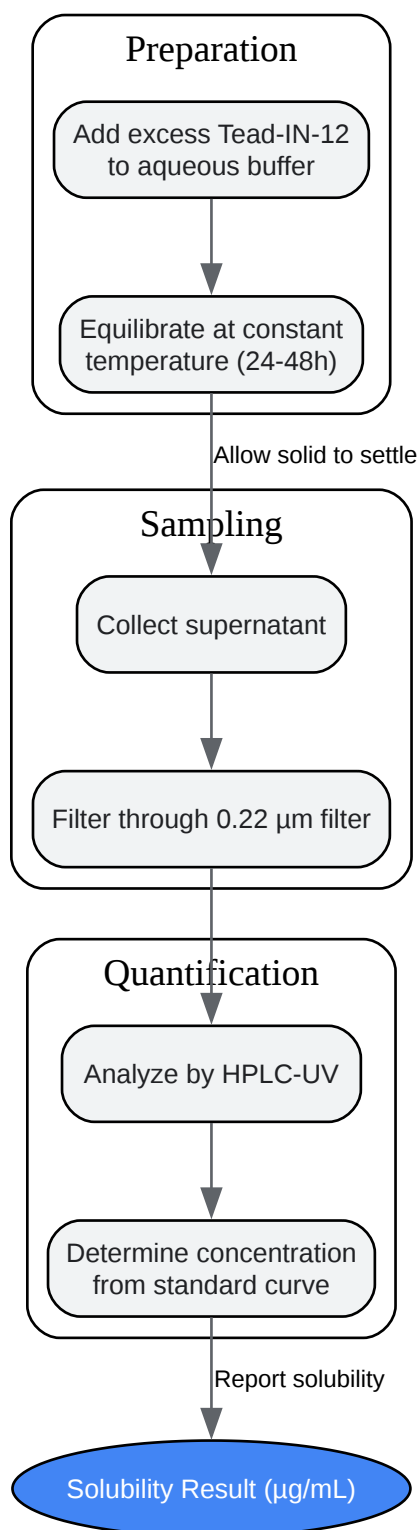 Preparation
Add excess Tead-IN-12
to aqueous buffer
Equilibrate at constant
temperature (24-48h)
Allow solid to settle
Sampling
Collect supernatant
Filter through 0.22 µm filter
Quantification
Analyze by HPLC-UV
Determine concentration
from standard curve
Report solubility
Solubility Result (µg/mL)